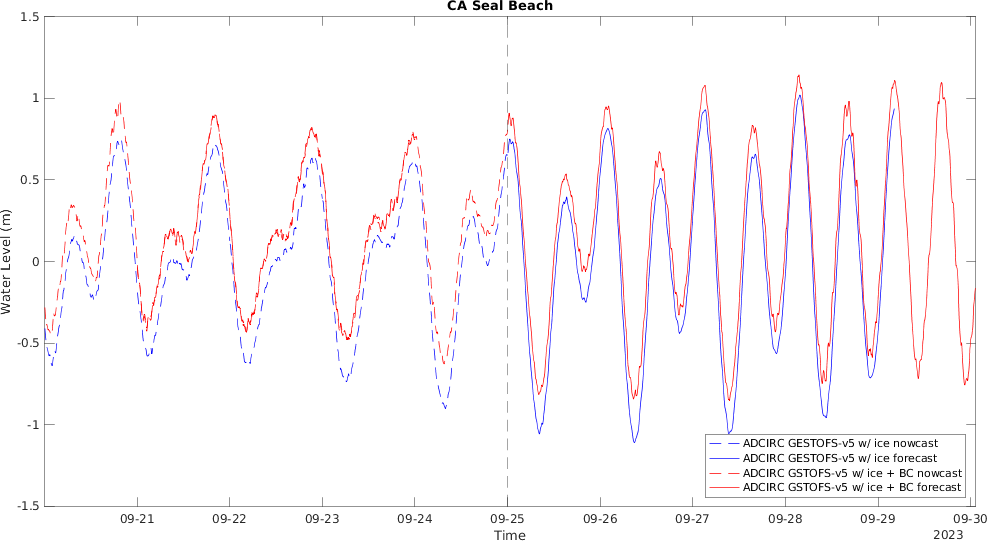 CA Seal Beach
1.5
1
0.5
0
-0.5
-1
-1.5
Water Level (m)
09-21
09-22
09-23
09-24
09-25
09-26
09-27
09-28
09-29
09-30
Time
2023
ADCIRC GESTOFS-v5 w/ ice nowcast
ADCIRC GESTOFS-v5 w/ ice forecast
ADCIRC GSTOFS-v5 w/ ice + BC nowcast
ADCIRC GSTOFS-v5 w/ ice + BC forecast